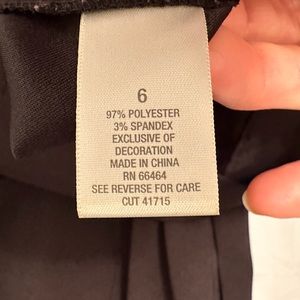 6
97% POLYESTER
3% SPANDEX
EXCLUSIVE OF
DECORATION
MADE IN CHINA
RN 66464
SEE REVERSE FOR CARE
CUT 41715